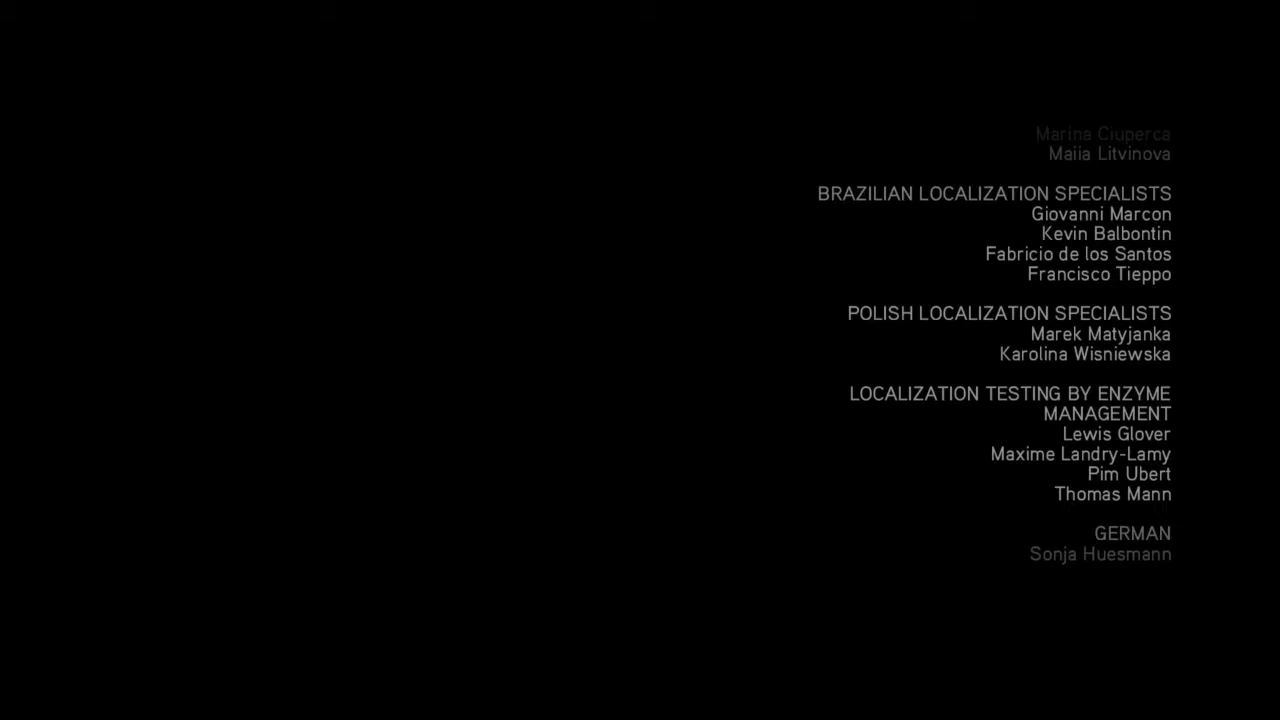 Marina Ciuperca
Maiia Litvinova
BRAZILIAN LOCALIZATION SPECIALISTS
Giovanni Marcon
Kevin Balbontin
Fabricio de los Santos
Francisco Tieppo
POLISH LOCALIZATION SPECIALISTS
Marek Matyjanka
Karolina Wisniewska
LOCALIZATION TESTING BY ENZYME
MANAGEMENT
Lewis Glover
Maxime Landry-Lamy
Pim Ubert
Thomas Mann
GERMAN
Sonja Huesmann